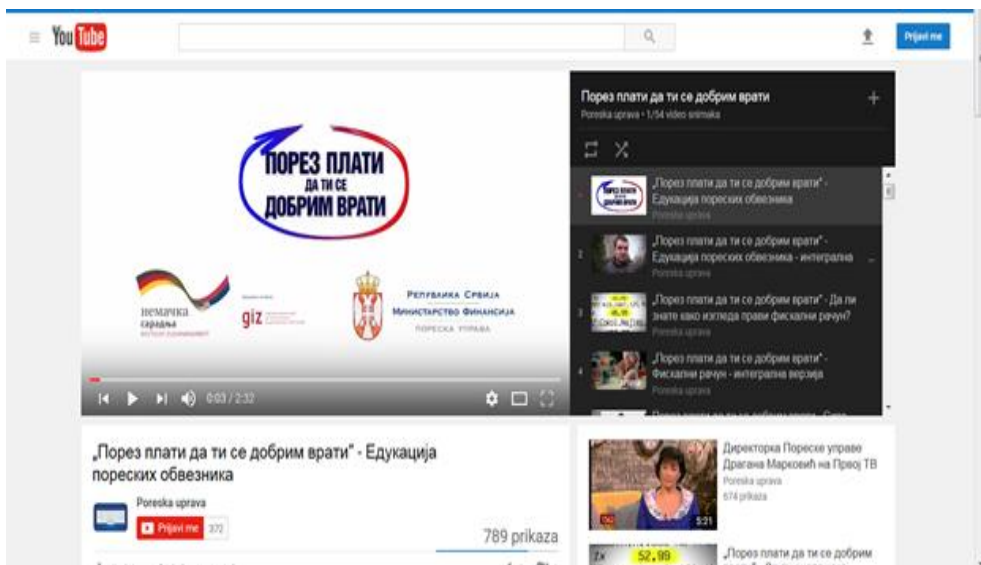 You Tube
Prijavi me
ПОРЕЗ ПЛАТИ
ДА ТИ СЕ
ДОБРИМ ВРАТИ
немачка
сарадња
giz
РЕПУБЛИКА СРБИЈА
МИНИСТАРСТВО ФИНАНСИЈА
ПОРЕСКА УПРАВА
0:03 / 2:32
Порез плати да ти се добрим врати
Poreska uprava • 1/54 video snimaka
„Порез плати да ти се добрим врати" -
Едукација пореских обвезника
Poreska uprava
2
„Порез плати да ти се добрим врати" -
Едукација пореских обвезника - интегрална
Poreska uprava
3
„Порез плати да ти се добрим врати" - Да ли
знате како изгледа прави фискални рачун?
Poreska uprava
4
„Порез плати да ти се добрим врати" -
Фискални рачун - интегрална верзија
Poreska uprava
„Порез плати да ти се добрим врати" - Едукација
пореских обвезника
Poreska uprava
Prijavi me 372
789 prikaza
Директорка Пореске управе
Драгана Марковић на Првој ТВ
Poreska uprava
674 prikaza
5:21
52,99
„Порез плати да ти се добрим